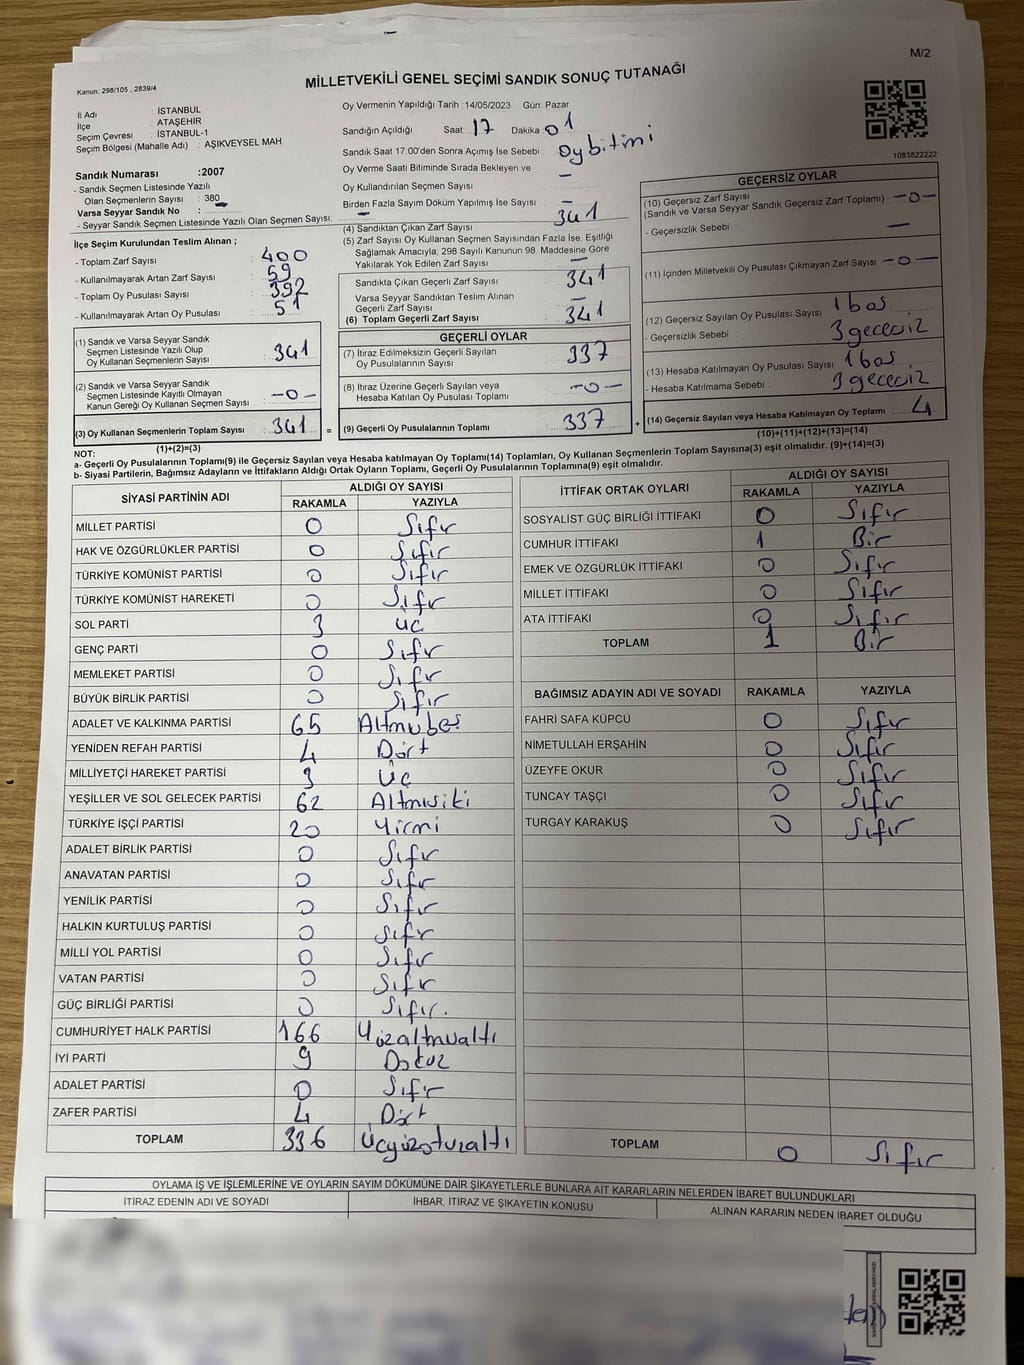 M/2
Kanun: 298/105 , 2839/4
MİLLETVEKİLİ GENEL SEÇİMİ SANDIK SONUÇ TUTANAĞI
İl Adı : İSTANBUL
İlçe : ATAŞEHİR
Seçim Çevresi : İSTANBUL-1
Seçim Bölgesi (Mahalle Adı) : AŞIKVEYSEL MAH
Sandık Numarası :2007
- Sandık Seçmen Listesinde Yazılı
Olan Seçmenlerin Sayısı : 380
Varsa Seyyar Sandık No :
- Seyyar Sandık Seçmen Listesinde Yazılı Olan Seçmen Sayısı: —
İlçe Seçim Kurulundan Teslim Alınan ;
- Toplam Zarf Sayısı : 400
- Kullanılmayarak Artan Zarf Sayısı : 59
- Toplam Oy Pusulası Sayısı : 392
- Kullanılmayarak Artan Oy Pusulası : 51
(1) Sandık ve Varsa Seyyar Sandık
Seçmen Listesinde Yazılı Olup
Oy Kullanan Seçmenlerin Sayısı : 341
(2) Sandık ve Varsa Seyyar Sandık
Seçmen Listesinde Kayıtlı Olmayan
Kanun Gereği Oy Kullanan Seçmen Sayısı : —0—
(3) Oy Kullanan Seçmenlerin Toplam Sayısı : 341 =
(1)+(2)=(3)
Oy Vermenin Yapıldığı Tarih : 14/05/2023 Gün: Pazar
Sandığın Açıldığı Saat: 17 Dakika : 01
Sandık Saat 17:00'den Sonra Açılmış İse Sebebi : Oy bitimi
Oy Verme Saati Bitiminde Sırada Bekleyen ve
Oy Kullandırılan Seçmen Sayısı : —
Birden Fazla Sayım Döküm Yapılmış İse Sayısı : —
(4) Sandıktan Çıkan Zarf Sayısı : 341
(5) Zarf Sayısı Oy Kullanan Seçmen Sayısından Fazla İse, Eşitliği
Sağlamak Amacıyla; 298 Sayılı Kanunun 98. Maddesine Göre
Yakılarak Yok Edilen Zarf Sayısı : —
Sandıkta Çıkan Geçerli Zarf Sayısı : 341
Varsa Seyyar Sandıktan Teslim Alınan
Geçerli Zarf Sayısı : —
(6) Toplam Geçerli Zarf Sayısı : 341
GEÇERLİ OYLAR
(7) İtiraz Edilmeksizin Geçerli Sayılan
Oy Pusulalarının Sayısı : 337
(8) İtiraz Üzerine Geçerli Sayılan veya
Hesaba Katılan Oy Pusulası Toplamı : —0—
(9) Geçerli Oy Pusulalarının Toplamı : 337 +
1083822222
GEÇERSİZ OYLAR
(10) Geçersiz Zarf Sayısı
(Sandık ve Varsa Seyyar Sandık Geçersiz Zarf Toplamı) : —0—
- Geçersizlik Sebebi : —
(11) İçinden Milletvekili Oy Pusulası Çıkmayan Zarf Sayısı : —0—
(12) Geçersiz Sayılan Oy Pusulası Sayısı : 1 boş
- Geçersizlik Sebebi : 3 geçersiz
(13) Hesaba Katılmayan Oy Pusulası Sayısı : 1 boş
- Hesaba Katılmama Sebebi : 3 geçersiz
(14) Geçersiz Sayılan veya Hesaba Katılmayan Oy Toplamı : 4
(10)+(11)+(12)+(13)=(14)
NOT:
a- Geçerli Oy Pusulalarının Toplamı(9) ile Geçersiz Sayılan veya Hesaba katılmayan Oy Toplamı(14) Toplamları, Oy Kullanan Seçmenlerin Toplam Sayısına(3) eşit olmalıdır. (9)+(14)=(3)
b- Siyasi Partilerin, Bağımsız Adayların ve İttifakların Aldığı Ortak Oyların Toplamı, Geçerli Oy Pusulalarının Toplamına(9) eşit olmalıdır.
SİYASİ PARTİNİN ADI ALDIĞI OY SAYISI
RAKAMLA YAZIYLA
MİLLET PARTİSİ 0 Sıfır
HAK VE ÖZGÜRLÜKLER PARTİSİ 0 Sıfır
TÜRKİYE KOMÜNİST PARTİSİ 0 Sıfır
TÜRKİYE KOMÜNİST HAREKETİ 0 Sıfır
SOL PARTİ 3 üç
GENÇ PARTİ 0 Sıfır
MEMLEKET PARTİSİ 0 Sıfır
BÜYÜK BİRLİK PARTİSİ 0 Sıfır
ADALET VE KALKINMA PARTİSİ 65 Altmışbeş
YENİDEN REFAH PARTİSİ 4 Dört
MİLLİYETÇİ HAREKET PARTİSİ 3 Üç
YEŞİLLER VE SOL GELECEK PARTİSİ 62 Altmışiki
TÜRKİYE İŞÇİ PARTİSİ 20 Yirmi
ADALET BİRLİK PARTİSİ 0 Sıfır
ANAVATAN PARTİSİ 0 Sıfır
YENİLİK PARTİSİ 0 Sıfır
HALKIN KURTULUŞ PARTİSİ 0 Sıfır
MİLLİ YOL PARTİSİ 0 Sıfır
VATAN PARTİSİ 0 Sıfır
GÜÇ BİRLİĞİ PARTİSİ 0 Sıfır.
CUMHURİYET HALK PARTİSİ 166 Yüzaltmışaltı
İYİ PARTİ 9 Dokuz
ADALET PARTİSİ 0 Sıfır
ZAFER PARTİSİ 4 Dört
TOPLAM 336 Üçyüzotuzaltı
İTTİFAK ORTAK OYLARI ALDIĞI OY SAYISI
RAKAMLA YAZIYLA
SOSYALİST GÜÇ BİRLİĞİ İTTİFAKI 0 Sıfır
CUMHUR İTTİFAKI 1 Bir
EMEK VE ÖZGÜRLÜK İTTİFAKI 0 Sıfır
MİLLET İTTİFAKI 0 Sıfır
ATA İTTİFAKI 0 Sıfır
TOPLAM 1 Bir
BAĞIMSIZ ADAYIN ADI VE SOYADI RAKAMLA YAZIYLA
FAHRİ SAFA KÜPCÜ 0 Sıfır
NİMETULLAH ERŞAHİN 0 Sıfır
ÜZEYFE OKUR 0 Sıfır
TUNCAY TAŞÇI 0 Sıfır
TURGAY KARAKUŞ 0 Sıfır
TOPLAM 0 Sıfır
OYLAMA İŞ VE İŞLEMLERİNE VE OYLARIN SAYIM DÖKÜMÜNE DAİR ŞİKAYETLERLE BUNLARA AİT KARARLARIN NELERDEN İBARET BULUNDUKLARI
İTİRAZ EDENİN ADI VE SOYADI İHBAR, İTİRAZ VE ŞİKAYETİN KONUSU ALINAN KARARIN NEDEN İBARET OLDUĞU